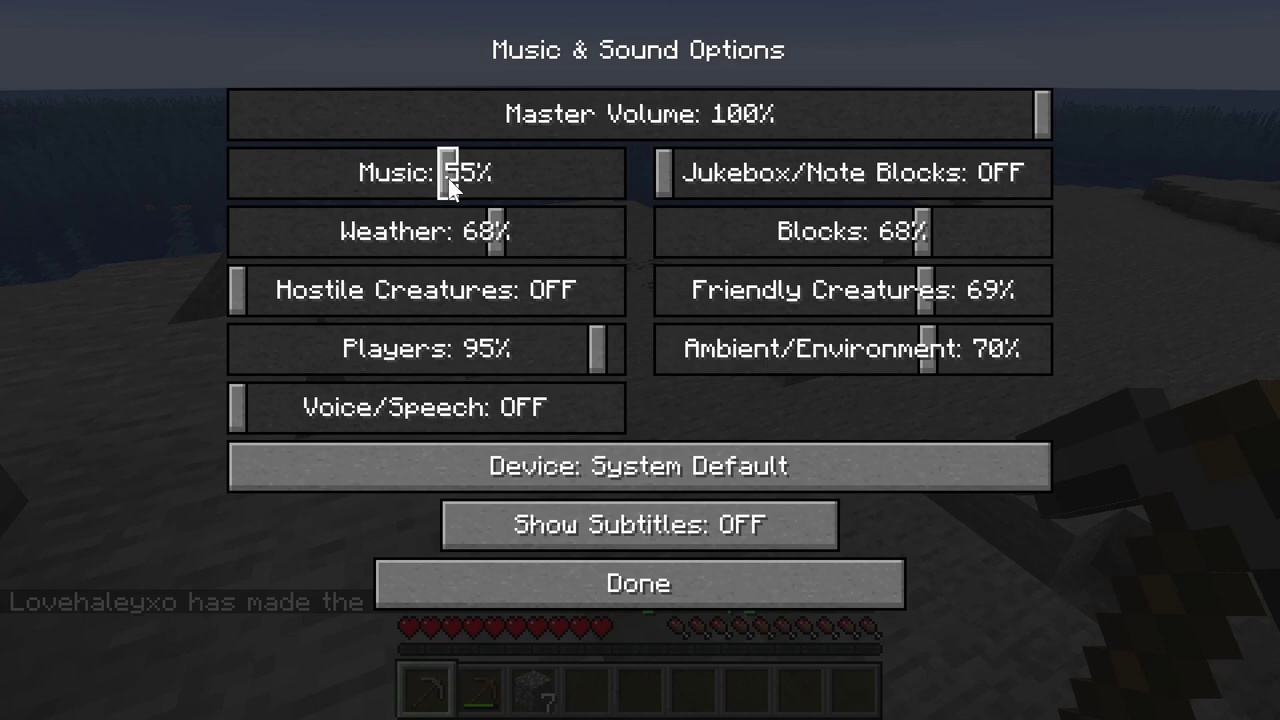 Music & Sound Options
Master Volume: 100%
Music: 55%
Jukebox/Note Blocks: OFF
Weather: 68%
Blocks: 68%
Hostile Creatures: OFF
Friendly Creatures: 69%
Players: 95%
Ambient/Environment: 70%
Voice/Speech: OFF
Device: System Default
Show Subtitles: OFF
Done
Lovehaleyxo has made the
7